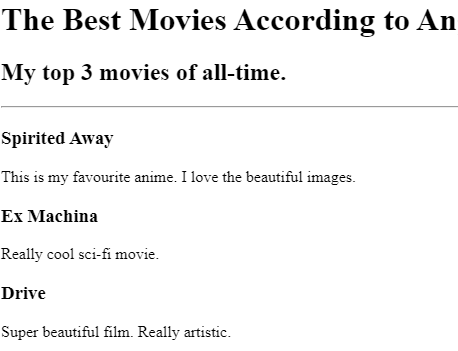 The Best Movies According to An
My top 3 movies of all-time.
Spirited Away
This is my favourite anime. I love the beautiful images.
Ex Machina
Really cool sci-fi movie.
Drive
Super beautiful film. Really artistic.